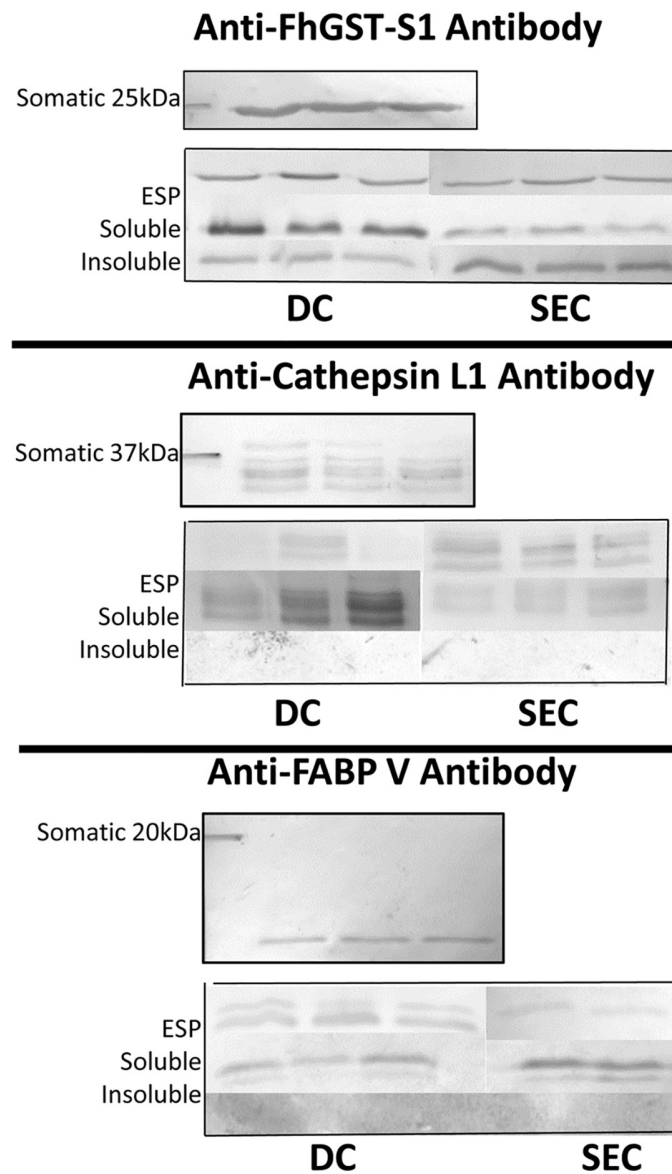 Anti-FhGST-S1 Antibody
Somatic 25kDa
ESP
Soluble
Insoluble
DC SEC
Anti-Cathepsin L1 Antibody
Somatic 37kDa
ESP
Soluble
Insoluble
DC SEC
Anti-FABP V Antibody
Somatic 20kDa
ESP
Soluble
Insoluble
DC SEC